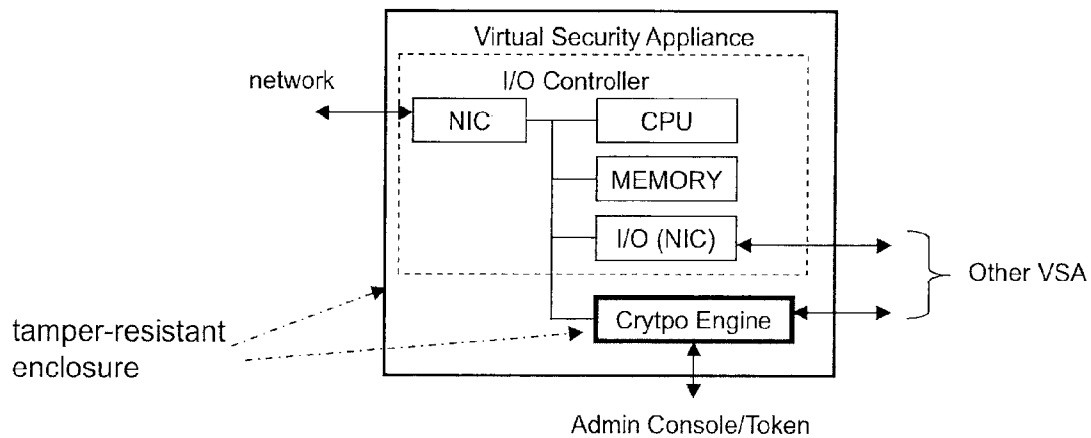 Virtual Security Appliance
network
I/O Controller
NIC
CPU
MEMORY
I/O (NIC)
Other VSA
Crytpo Engine
tamper-resistant
enclosure
Admin Console/Token